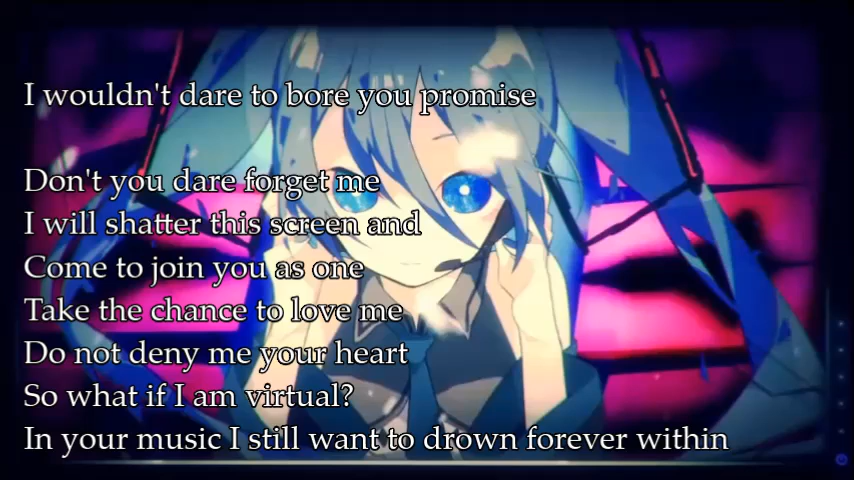 I wouldn't dare to bore you promise
Don't you dare forget me
I will shatter this screen and
Come to join you as one
Take the chance to love me
Do not deny me your heart
So what if I am virtual?
In your music I still want to drown forever within